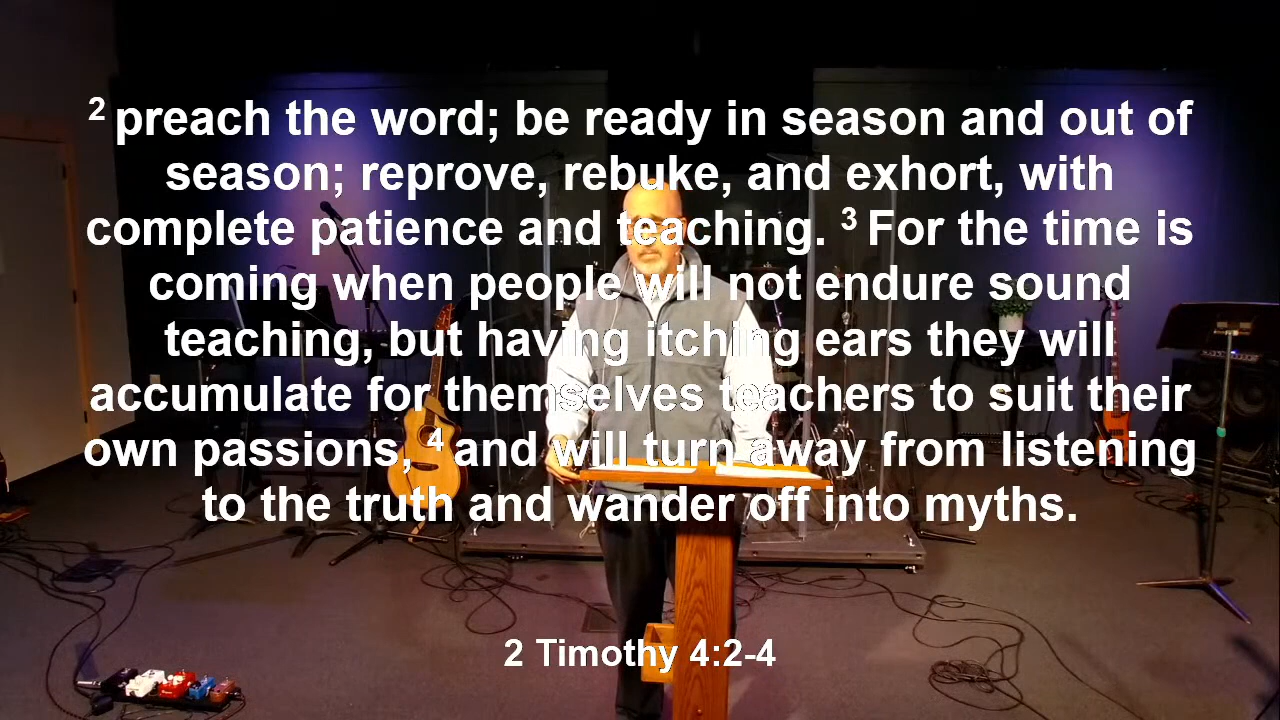 2 preach the word; be ready in season and out of
season; reprove, rebuke, and exhort, with
complete patience and teaching. 3 For the time is
coming when people will not endure sound
teaching, but having itching ears they will
accumulate for themselves teachers to suit their
own passions, 4 and will turn away from listening
to the truth and wander off into myths.
2 Timothy 4:2-4